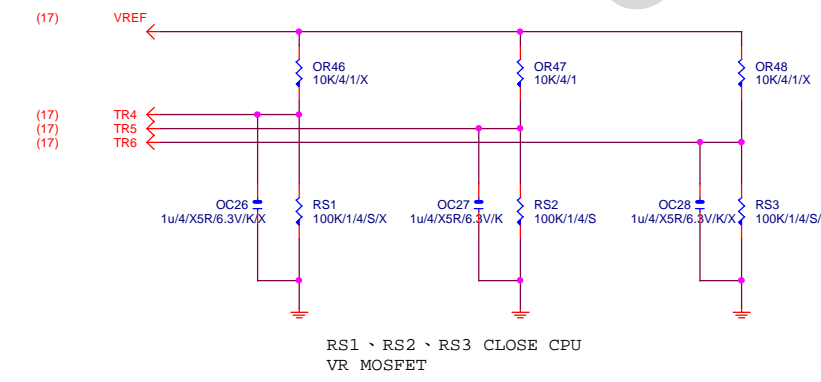 (17) VREF
OR46
10K/4/1/X
OR47
10K/4/1
OR48
10K/4/1/X
(17) TR4
(17) TR5
(17) TR6
OC26
1u/4/X5R/6.3V/K/X
RS1
100K/1/4/S/X
OC27
1u/4/X5R/6.3V/K
RS2
100K/1/4/S
OC28
1u/4/X5R/6.3V/K/X
RS3
100K/1/4/S/
RS1、RS2、RS3 CLOSE CPU
VR MOSFET